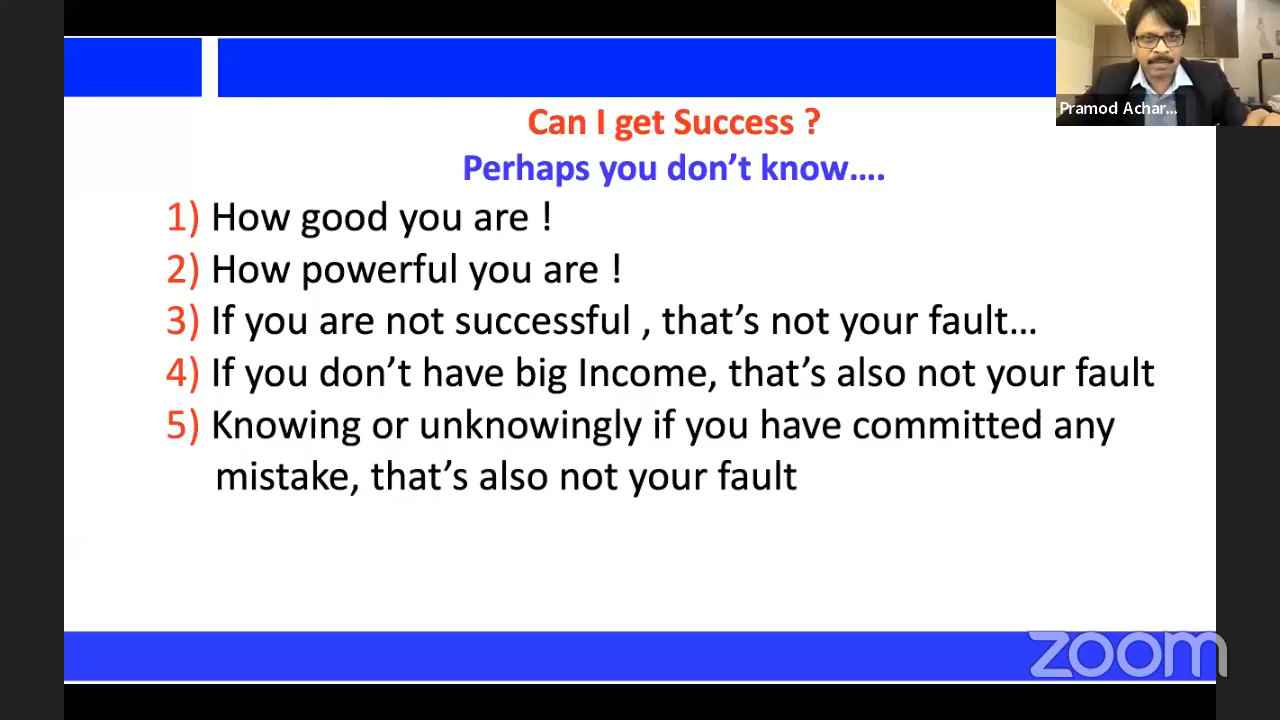 Can I get Success ?
Perhaps you don't know....
1) How good you are !
2) How powerful you are !
3) If you are not successful , that's not your fault...
4) If you don't have big Income, that's also not your fault
5) Knowing or unknowingly if you have committed any
mistake, that's also not your fault
Pramod Achar...
zoom